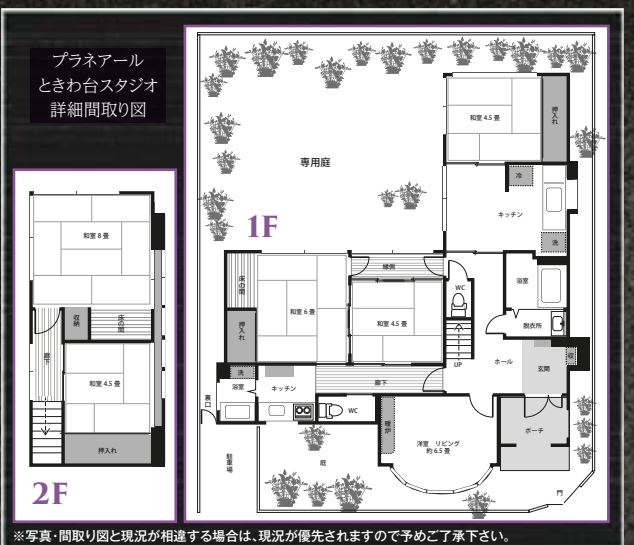 プラネアール
ときわ台スタジオ
詳細間取り図
和室 8 畳
収納
床の間
廊下
和室 4.5 畳
押入れ
2F
1F
専用庭
和室 4.5 畳
押入れ
冷
キッチン
洗
縁側
床の間
和室 6 畳
和室 4.5 畳
押入れ
WC
浴室
脱衣所
UP
ホール
玄関
収
洗
浴室
キッチン
廊下
WC
裏口
暖炉
洋室 リビング
約 6.5 畳
ポーチ
駐車場
庭
門
※写真・間取り図と現況が相違する場合は、現況が優先されますので予めご了承下さい。